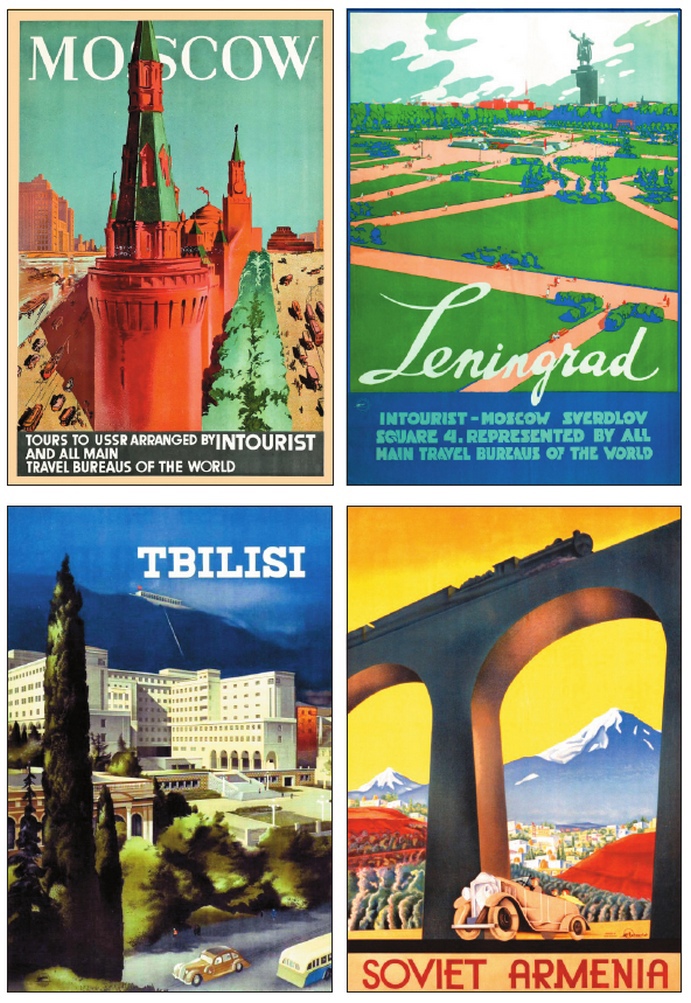 MOSCOW
TOURS TO USSR ARRANGED BY INTOURIST
AND ALL MAIN
TRAVEL BUREAUS OF THE WORLD
Leningrad
INTOURIST - MOSCOW SVERDLOV
SQUARE 4. REPRESENTED BY ALL
MAIN TRAVEL BUREAUS OF THE WORLD
TBILISI
SOVIET ARMENIA